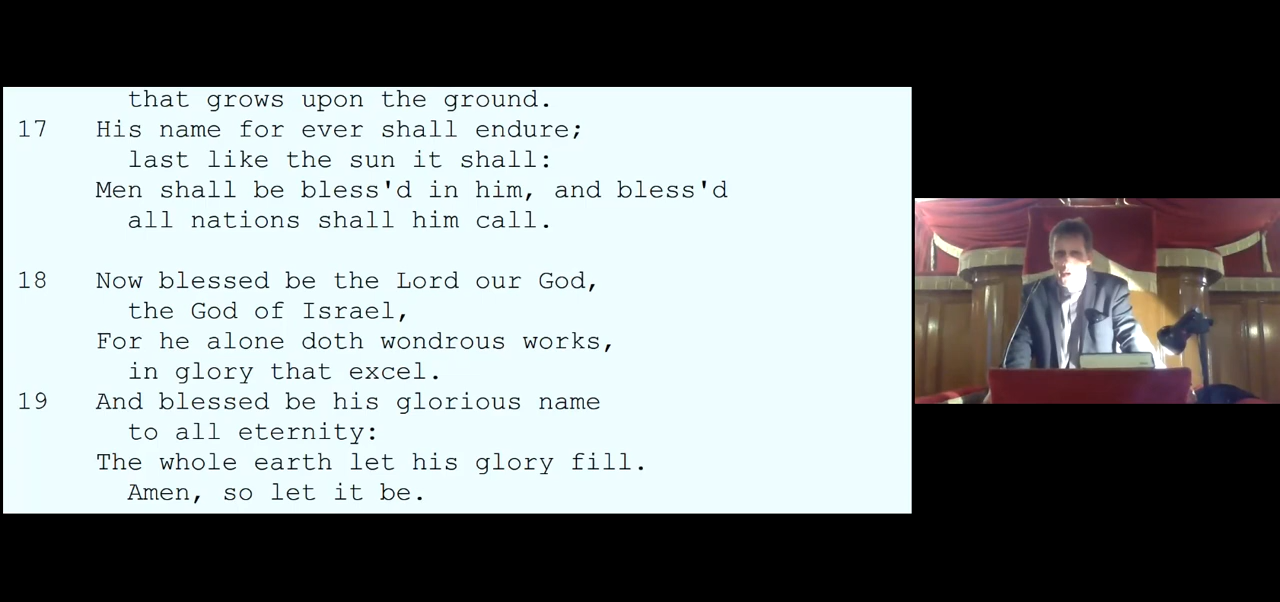 that grows upon the ground.
17 His name for ever shall endure;
last like the sun it shall:
Men shall be bless'd in him, and bless'd
all nations shall him call.
18 Now blessed be the Lord our God,
the God of Israel,
For he alone doth wondrous works,
in glory that excel.
19 And blessed be his glorious name
to all eternity:
The whole earth let his glory fill.
Amen, so let it be.